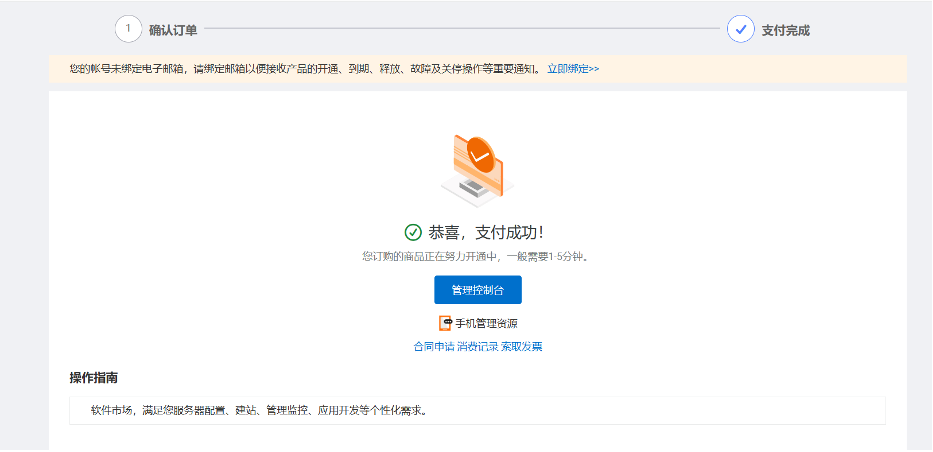 1 确认订单 支付完成
您的帐号未绑定电子邮箱，请绑定邮箱以便接收产品的开通、到期、释放、故障及关停操作等重要通知。 立即绑定>>
恭喜，支付成功！
您订购的商品正在努力开通中，一般需要1-5分钟。
管理控制台
手机管理资源
合同申请 消费记录 索取发票
操作指南
软件市场，满足您服务器配置、建站、管理监控、应用开发等个性化需求。